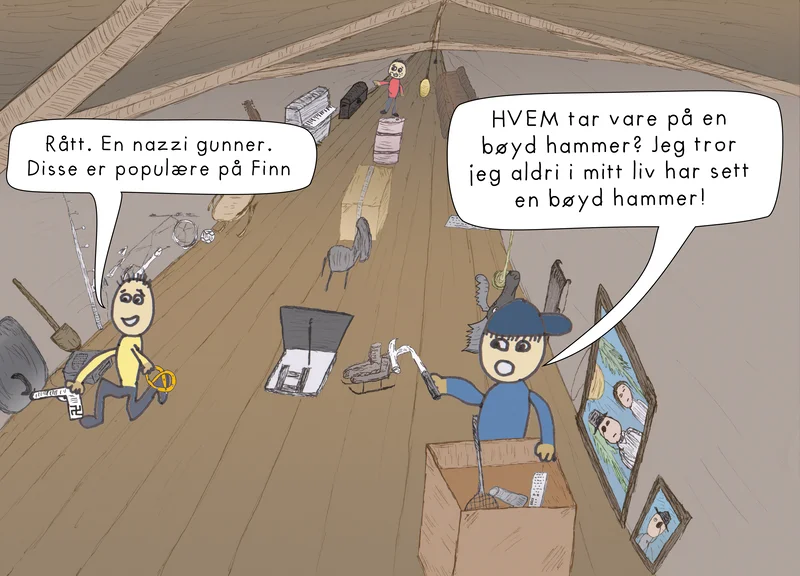 Rått. En nazzi gunner.
Disse er populære på Finn
HVEM tar vare på en
bøyd hammer? Jeg tror
jeg aldri i mitt liv har sett
en bøyd hammer!